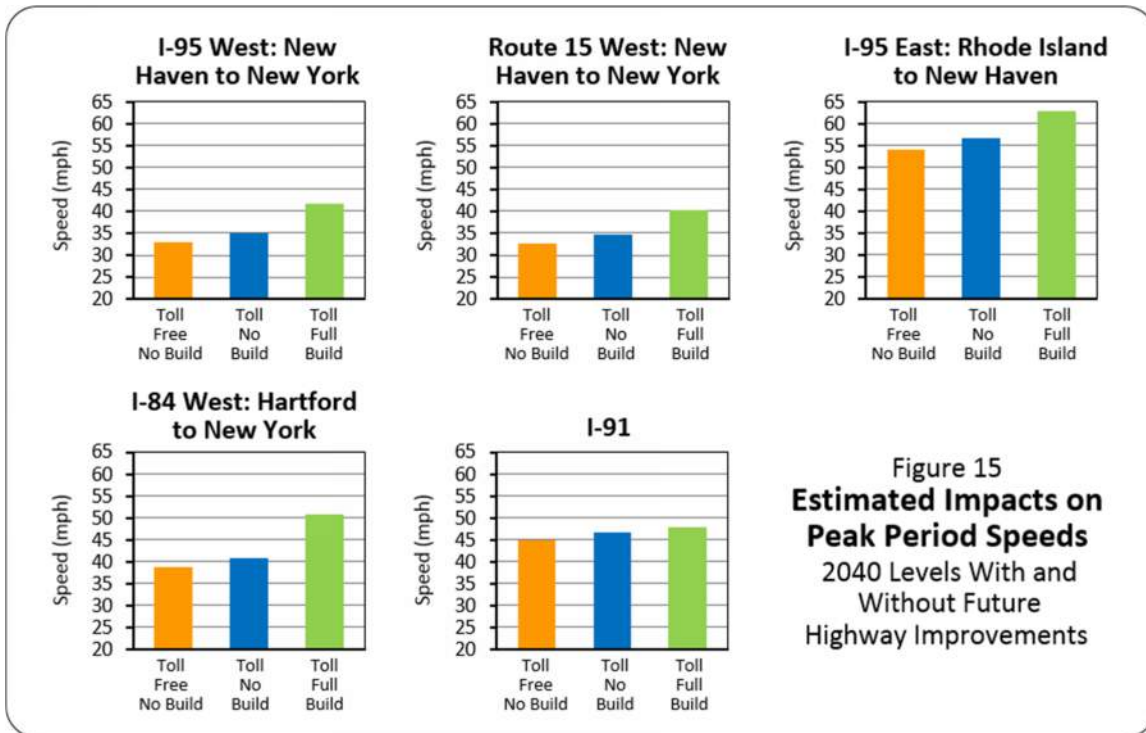 I-95 West: New
Haven to New York
Speed (mph)
65
60
55
50
45
40
35
30
25
20
Toll
Free
No Build
Toll
No
Build
Toll
Full
Build
Route 15 West: New
Haven to New York
Speed (mph)
65
60
55
50
45
40
35
30
25
20
Toll
Free
No Build
Toll
No
Build
Toll
Full
Build
I-95 East: Rhode Island
to New Haven
Speed (mph)
65
60
55
50
45
40
35
30
25
20
Toll
Free
No Build
Toll
No
Build
Toll
Full
Build
I-84 West: Hartford
to New York
Speed (mph)
65
60
55
50
45
40
35
30
25
20
Toll
Free
No Build
Toll
No
Build
Toll
Full
Build
I-91
Speed (mph)
65
60
55
50
45
40
35
30
25
20
Toll
Free
No Build
Toll
No
Build
Toll
Full
Build
Figure 15
Estimated Impacts on
Peak Period Speeds
2040 Levels With and
Without Future
Highway Improvements